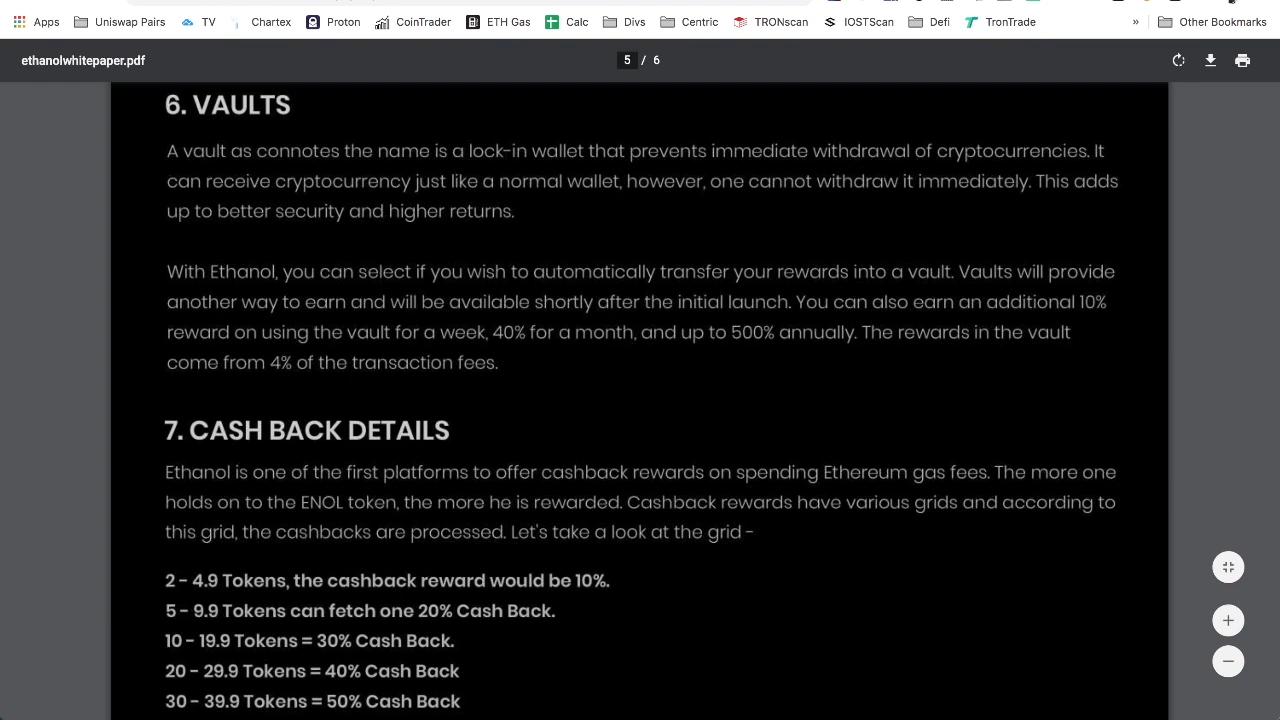 Apps Uniswap Pairs TV Chartex Proton CoinTrader ETH Gas Calc Divs Centric TRONscan IOSTScan Defi TronTrade » Other Bookmarks
ethanolwhitepaper.pdf 5 / 6
6. VAULTS
A vault as connotes the name is a lock-in wallet that prevents immediate withdrawal of cryptocurrencies. It
can receive cryptocurrency just like a normal wallet, however, one cannot withdraw it immediately. This adds
up to better security and higher returns.
With Ethanol, you can select if you wish to automatically transfer your rewards into a vault. Vaults will provide
another way to earn and will be available shortly after the initial launch. You can also earn an additional 10%
reward on using the vault for a week, 40% for a month, and up to 500% annually. The rewards in the vault
come from 4% of the transaction fees.
7. CASH BACK DETAILS
Ethanol is one of the first platforms to offer cashback rewards on spending Ethereum gas fees. The more one
holds on to the ENOL token, the more he is rewarded. Cashback rewards have various grids and according to
this grid, the cashbacks are processed. Let's take a look at the grid -
2 - 4.9 Tokens, the cashback reward would be 10%.
5 - 9.9 Tokens can fetch one 20% Cash Back.
10 - 19.9 Tokens = 30% Cash Back.
20 - 29.9 Tokens = 40% Cash Back
30 - 39.9 Tokens = 50% Cash Back